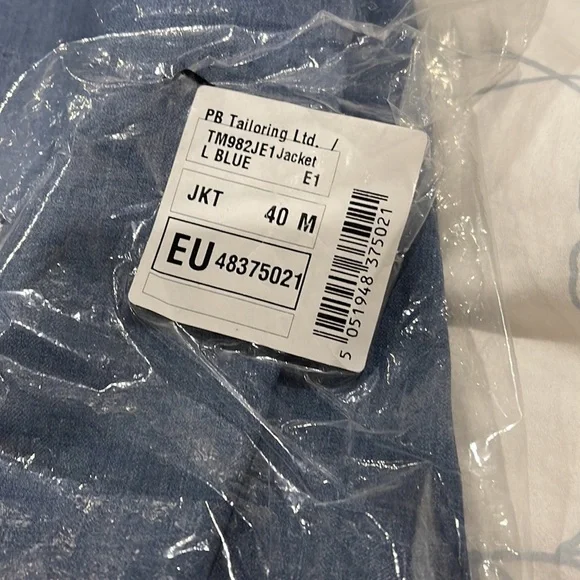 PB Tailoring Ltd. /
TM982JE1Jacket
L BLUE E1
JKT 40 M
EU 48375021
5 051948 375021